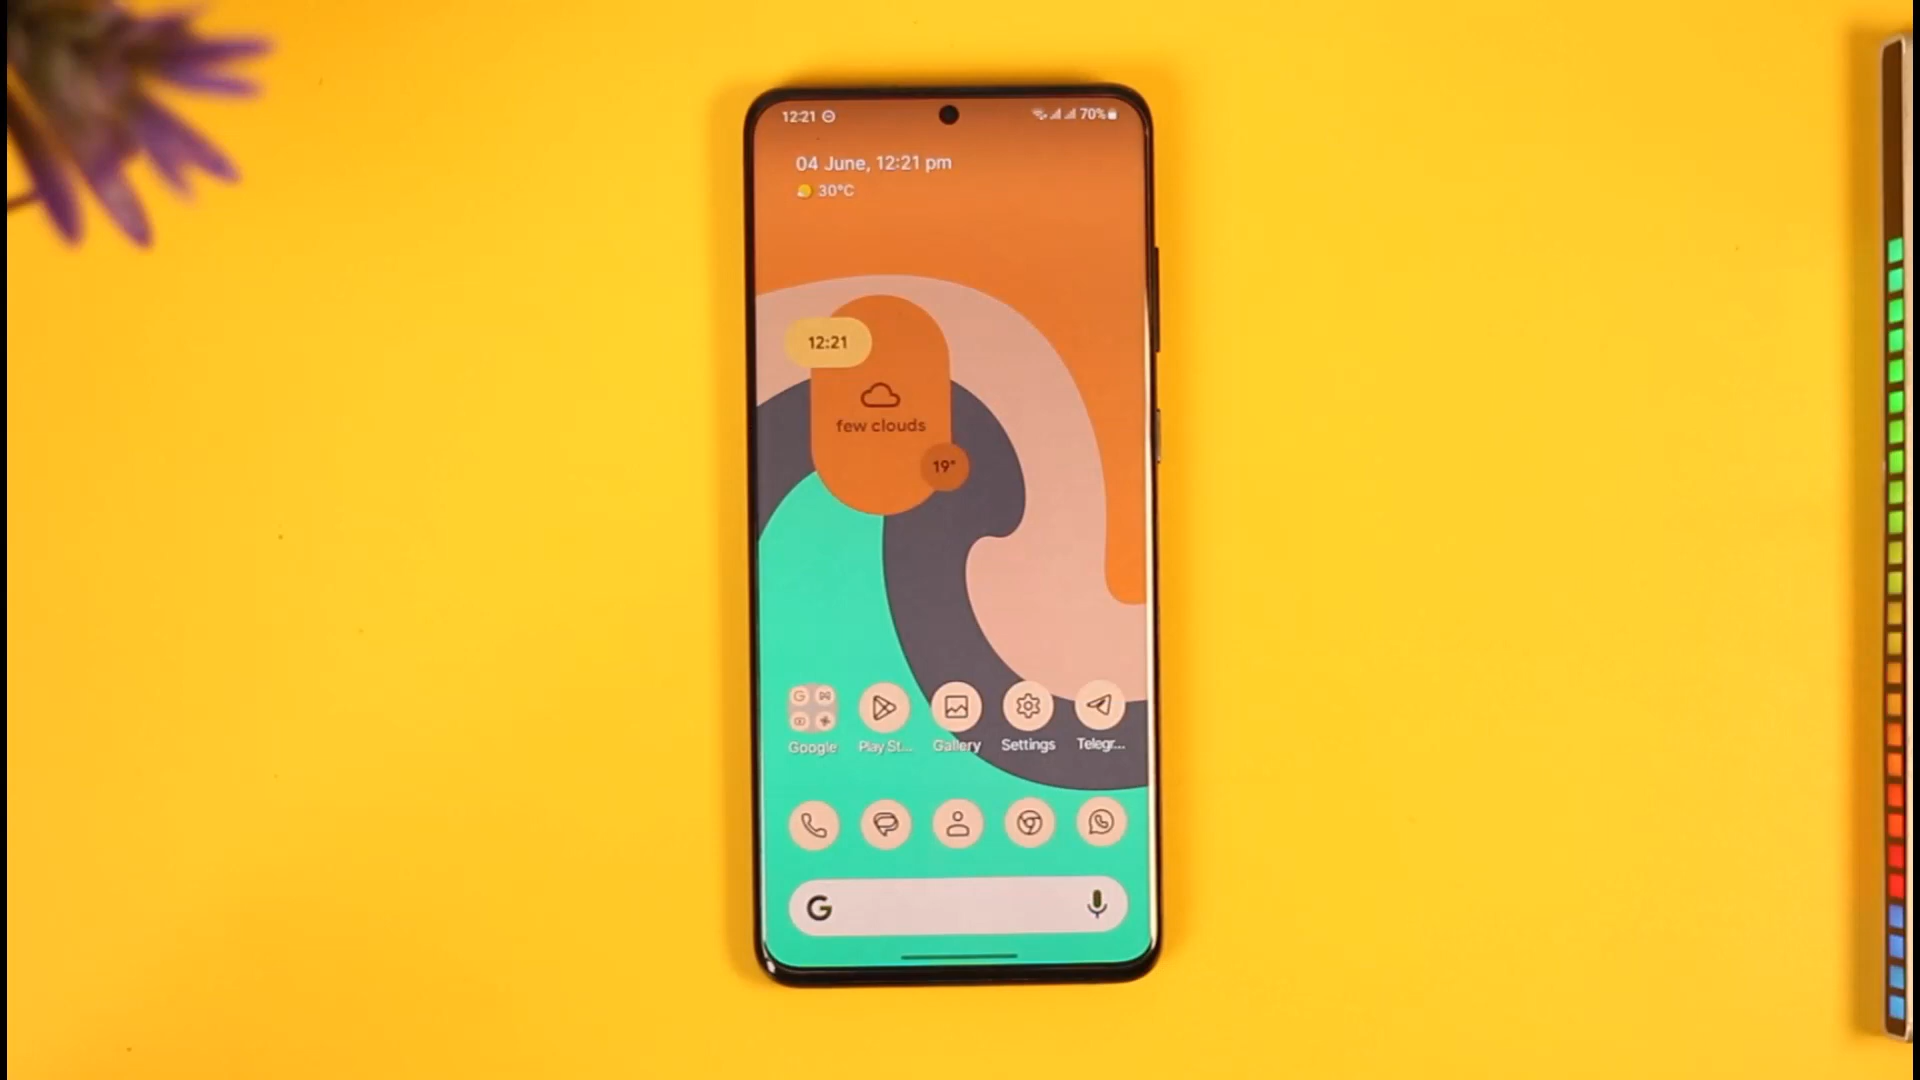 12:21
70%
04 June, 12:21 pm
30°C
12:21
few clouds
19°
Google
Play St...
Gallery
Settings
Telegr...
G